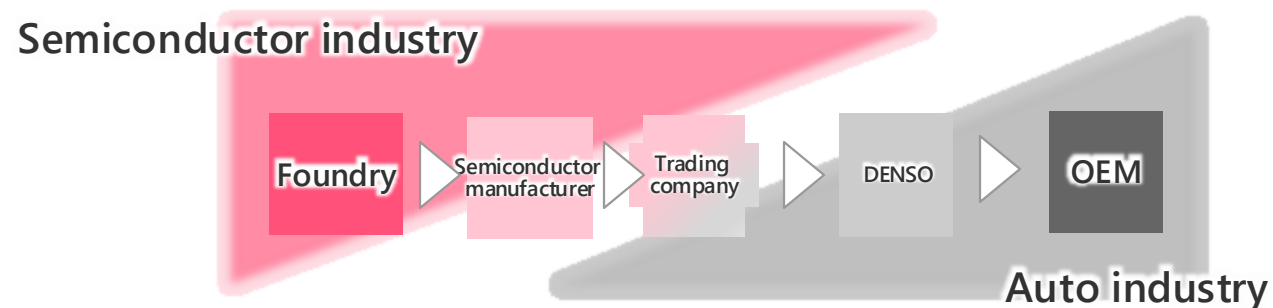 Semiconductor industry
Foundry
Semiconductor
manufacturer
Trading
company
DENSO
OEM
Auto industry